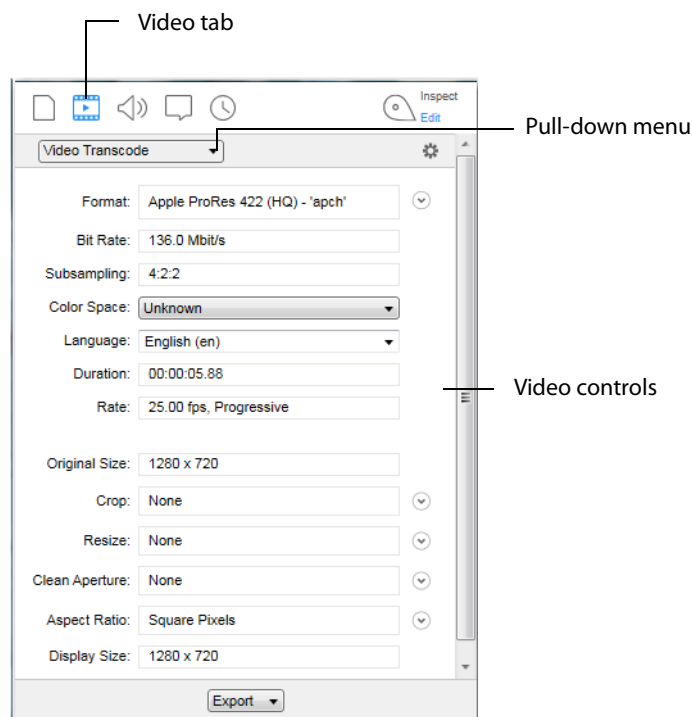 Video tab
Inspect
Edit
Pull-down menu
Video Transcode
Format: Apple ProRes 422 (HQ) - 'apch'
Bit Rate: 136.0 Mbit/s
Subsampling: 4:2:2
Color Space: Unknown
Language: English (en)
Duration: 00:00:05.88
Video controls
Rate: 25.00 fps, Progressive
Original Size: 1280 x 720
Crop: None
Resize: None
Clean Aperture: None
Aspect Ratio: Square Pixels
Display Size: 1280 x 720
Export